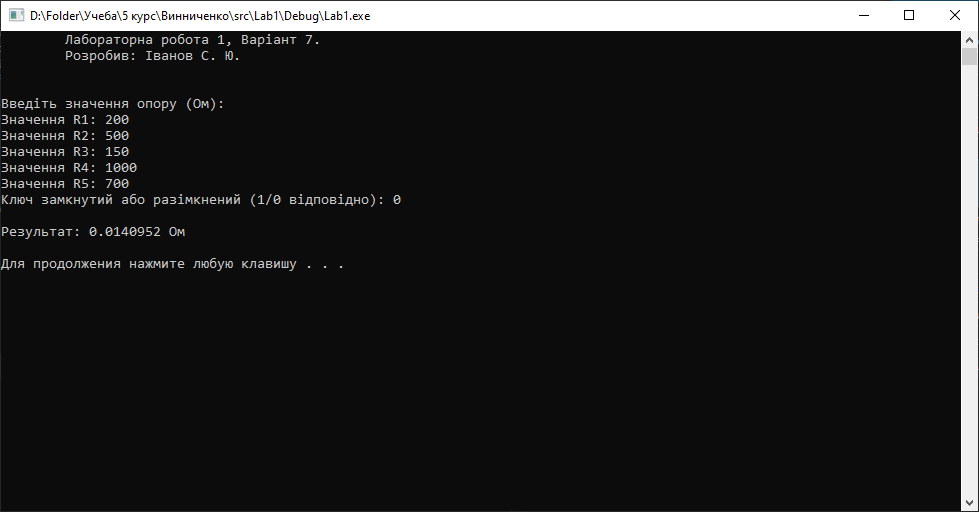 D:\Folder\Учеба\5 курс\Винниченко\src\Lab1\Debug\Lab1.exe
Лабораторна робота 1, Варіант 7.
Розробив: Іванов С. Ю.
Введіть значення опору (Ом):
Значення R1: 200
Значення R2: 500
Значення R3: 150
Значення R4: 1000
Значення R5: 700
Ключ замкнутий або разімкнений (1/0 відповідно): 0
Результат: 0.0140952 Ом
Для продолжения нажмите любую клавишу . . .